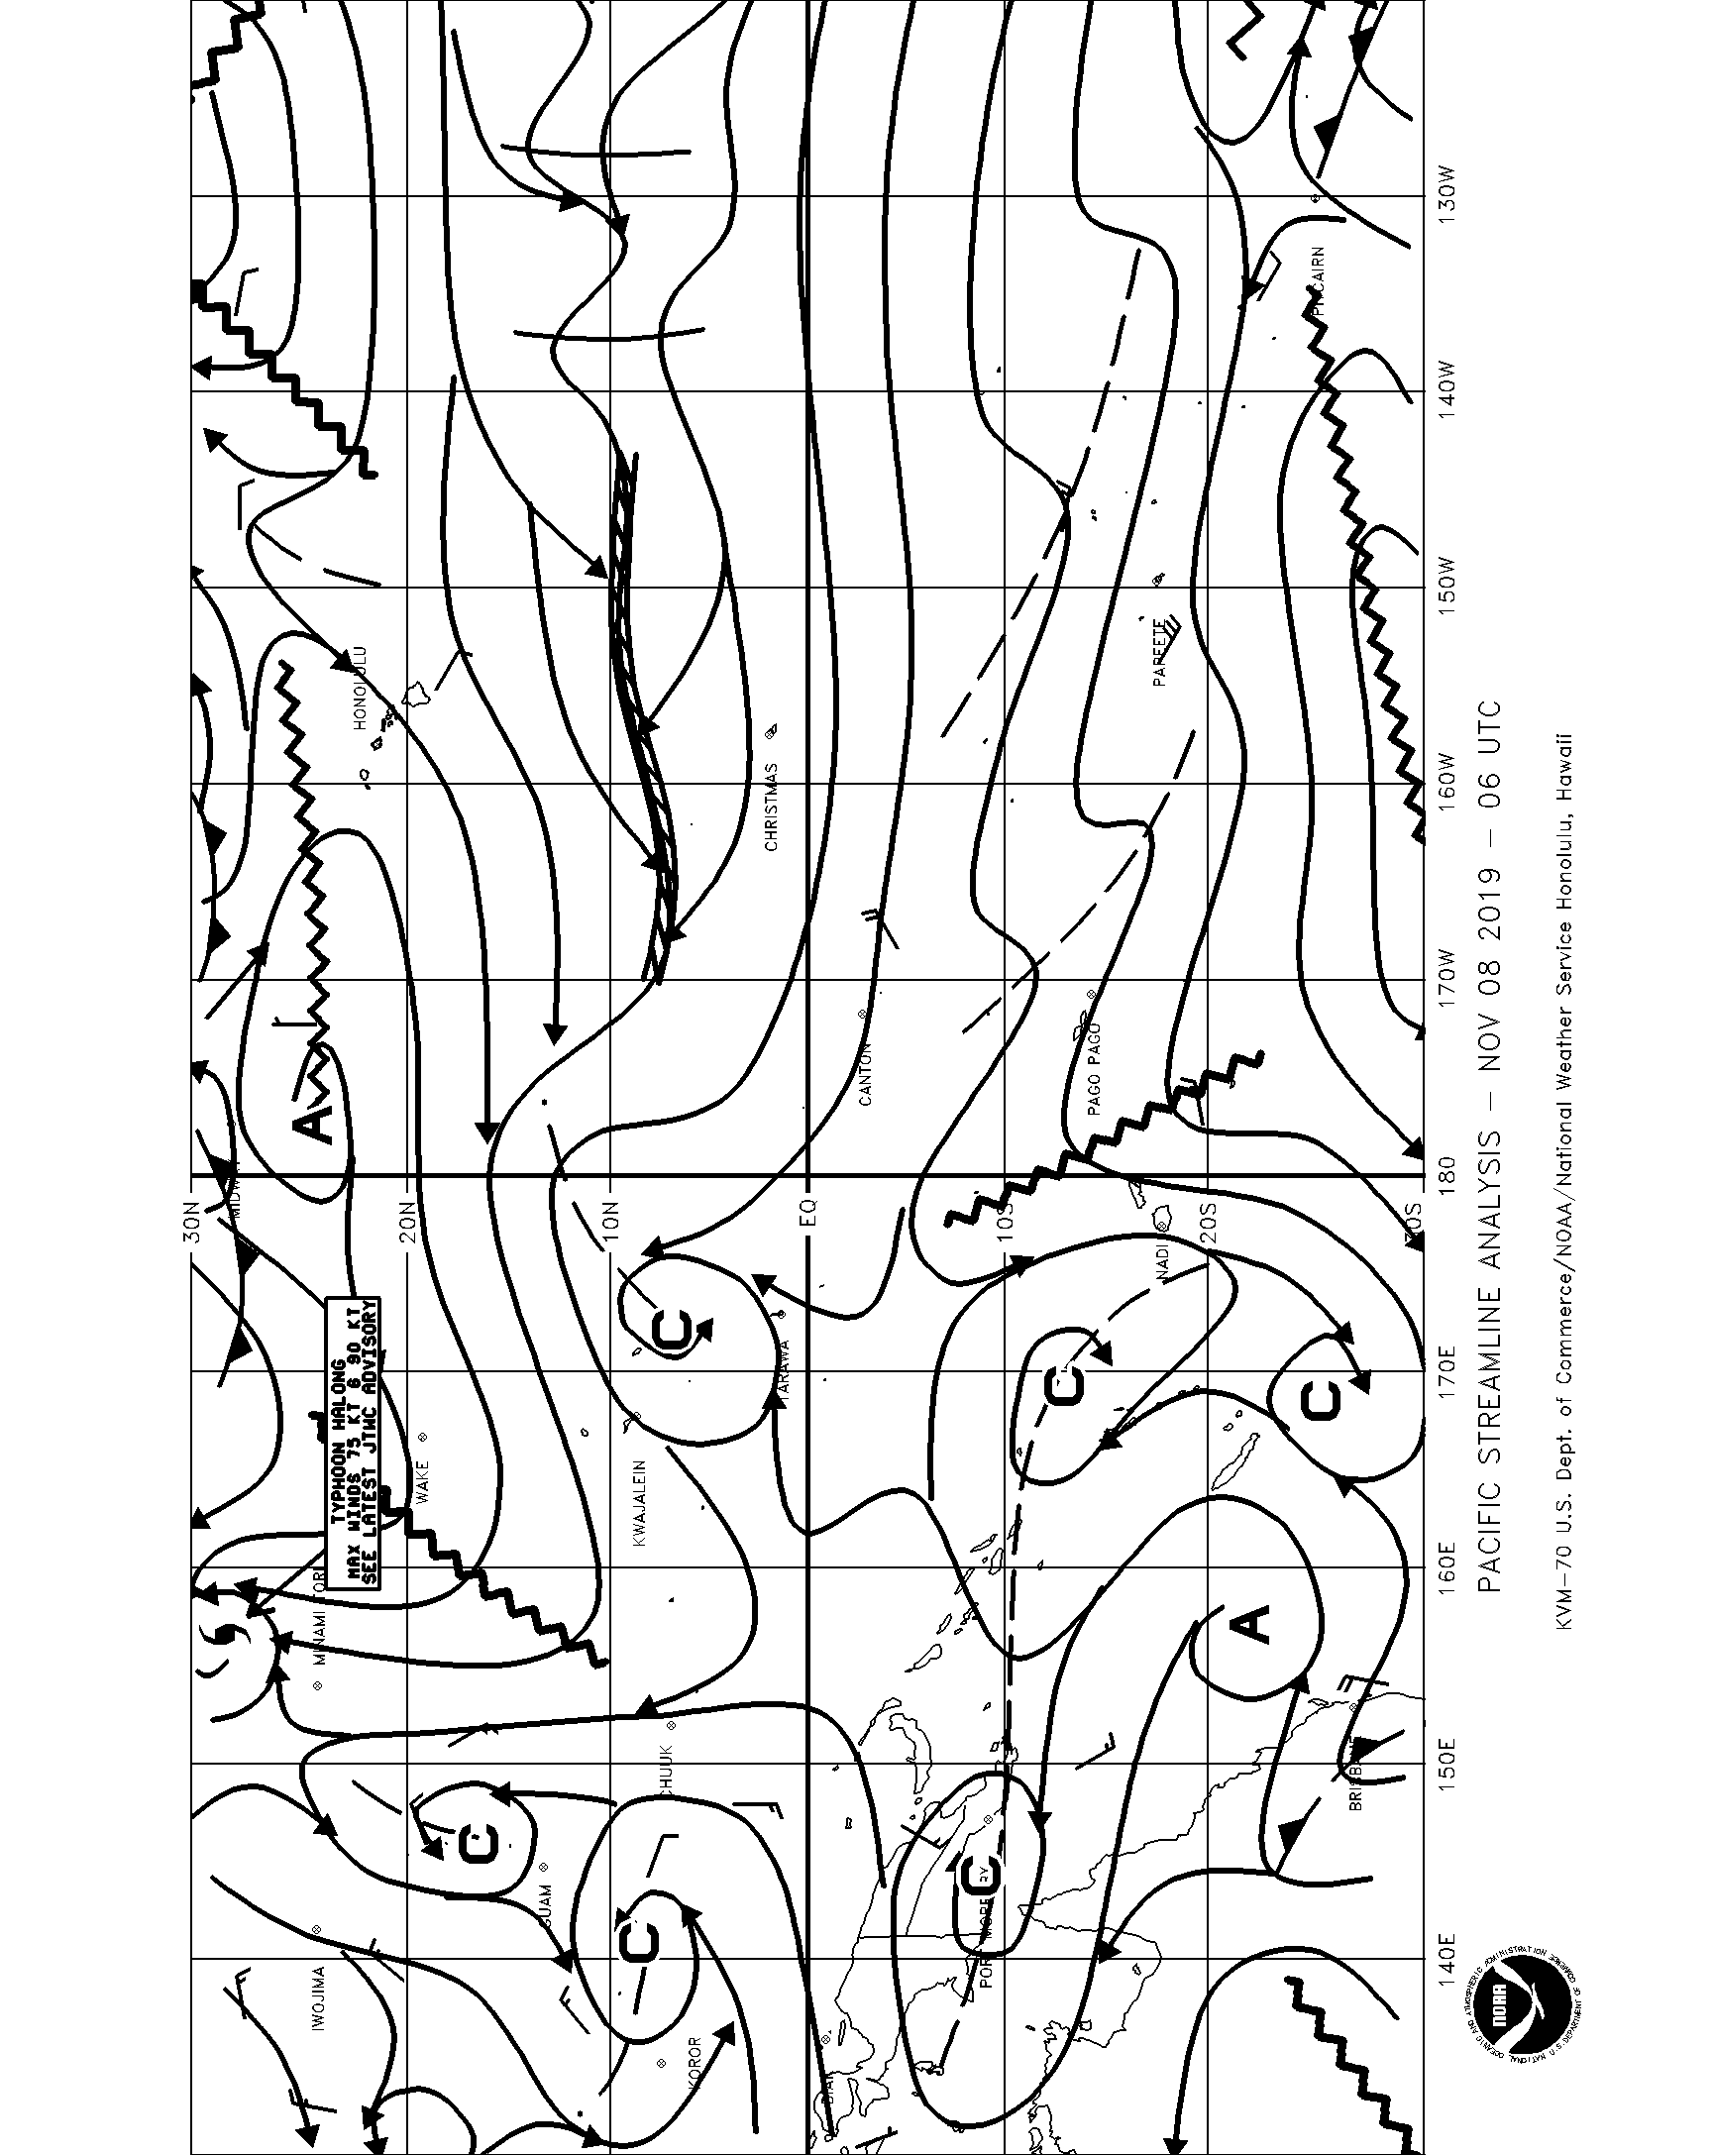 30N
20N
10N
EQ
10S
20S
30S
140E
150E
160E
170E
180
170W
160W
150W
140W
130W
IWOJIMA
KOROR
GUAM
CHUUK
PORT MORESBY
BRISBANE
TYPHOON HALONG
MAX WINDS 75 KT G 90 KT
SEE LATEST JTWC ADVISORY
WAKE
KWAJALEIN
TARAWA
NADI
MIDWAY
CANTON
PAGO PAGO
CHRISTMAS
HONOLULU
PAPEETE
PITCAIRN
A
A
C
C
C
C
C
C
PACIFIC STREAMLINE ANALYSIS - NOV 08 2019 - 06 UTC
KVM-70 U.S. Dept. of Commerce/NOAA/National Weather Service Honolulu, Hawaii
NOAA
NATIONAL OCEANIC AND ATMOSPHERIC ADMINISTRATION
U.S. DEPARTMENT OF COMMERCE